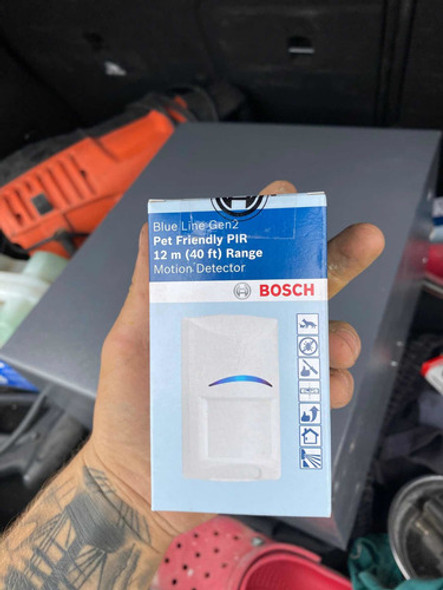 Blue Line Gen2
Pet Friendly PIR
12 m (40 ft) Range
Motion Detector
BOSCH